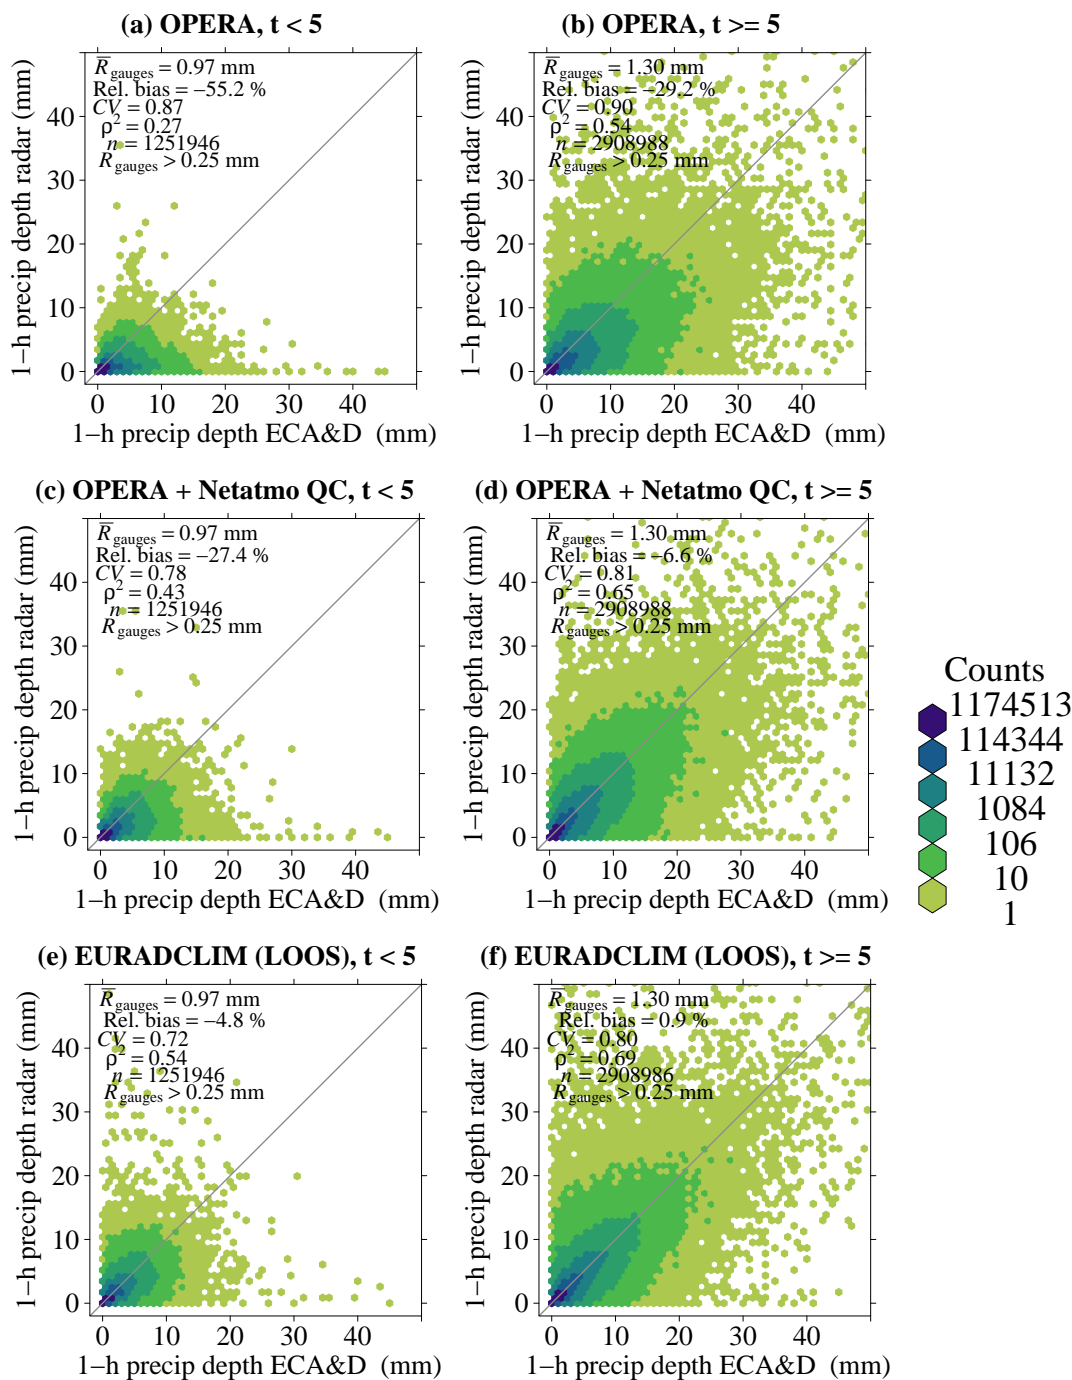 (a) OPERA, t < 5
R̅gauges = 0.97 mm
Rel. bias = −55.2 %
CV = 0.87
ρ² = 0.27
n = 1251946
Rgauges > 0.25 mm
1−h precip depth radar (mm)
40
30
20
10
0
0 10 20 30 40
1−h precip depth ECA&D (mm)
(b) OPERA, t >= 5
R̅gauges = 1.30 mm
Rel. bias = −29.2 %
CV = 0.90
ρ² = 0.54
n = 2908988
Rgauges > 0.25 mm
1−h precip depth radar (mm)
40
30
20
10
0
0 10 20 30 40
1−h precip depth ECA&D (mm)
(c) OPERA + Netatmo QC, t < 5
R̅gauges = 0.97 mm
Rel. bias = −27.4 %
CV = 0.78
ρ² = 0.43
n = 1251946
Rgauges > 0.25 mm
1−h precip depth radar (mm)
40
30
20
10
0
0 10 20 30 40
1−h precip depth ECA&D (mm)
(d) OPERA + Netatmo QC, t >= 5
R̅gauges = 1.30 mm
Rel. bias = −6.6 %
CV = 0.81
ρ² = 0.65
n = 2908988
Rgauges > 0.25 mm
1−h precip depth radar (mm)
40
30
20
10
0
0 10 20 30 40
1−h precip depth ECA&D (mm)
Counts
1174513
114344
11132
1084
106
10
1
(e) EURADCLIM (LOOS), t < 5
R̅gauges = 0.97 mm
Rel. bias = −4.8 %
CV = 0.72
ρ² = 0.54
n = 1251946
Rgauges > 0.25 mm
1−h precip depth radar (mm)
40
30
20
10
0
0 10 20 30 40
1−h precip depth ECA&D (mm)
(f) EURADCLIM (LOOS), t >= 5
R̅gauges = 1.30 mm
Rel. bias = 0.9 %
CV = 0.80
ρ² = 0.69
n = 2908986
Rgauges > 0.25 mm
1−h precip depth radar (mm)
40
30
20
10
0
0 10 20 30 40
1−h precip depth ECA&D (mm)